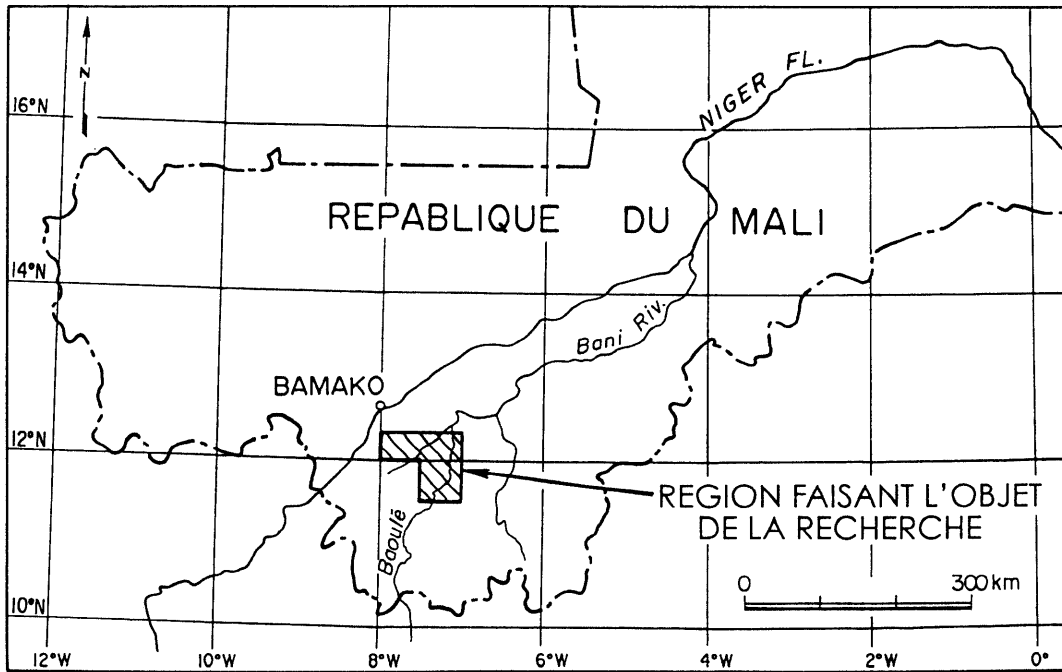 N
16°N
NIGER FL.
REPABLIQUE DU MALI
14°N
Bani Riv.
BAMAKO
12°N
REGION FAISANT L'OBJET
DE LA RECHERCHE
Baoulé
0 300 km
10°N
12°W 10°W 8°W 6°W 4°W 2°W 0°